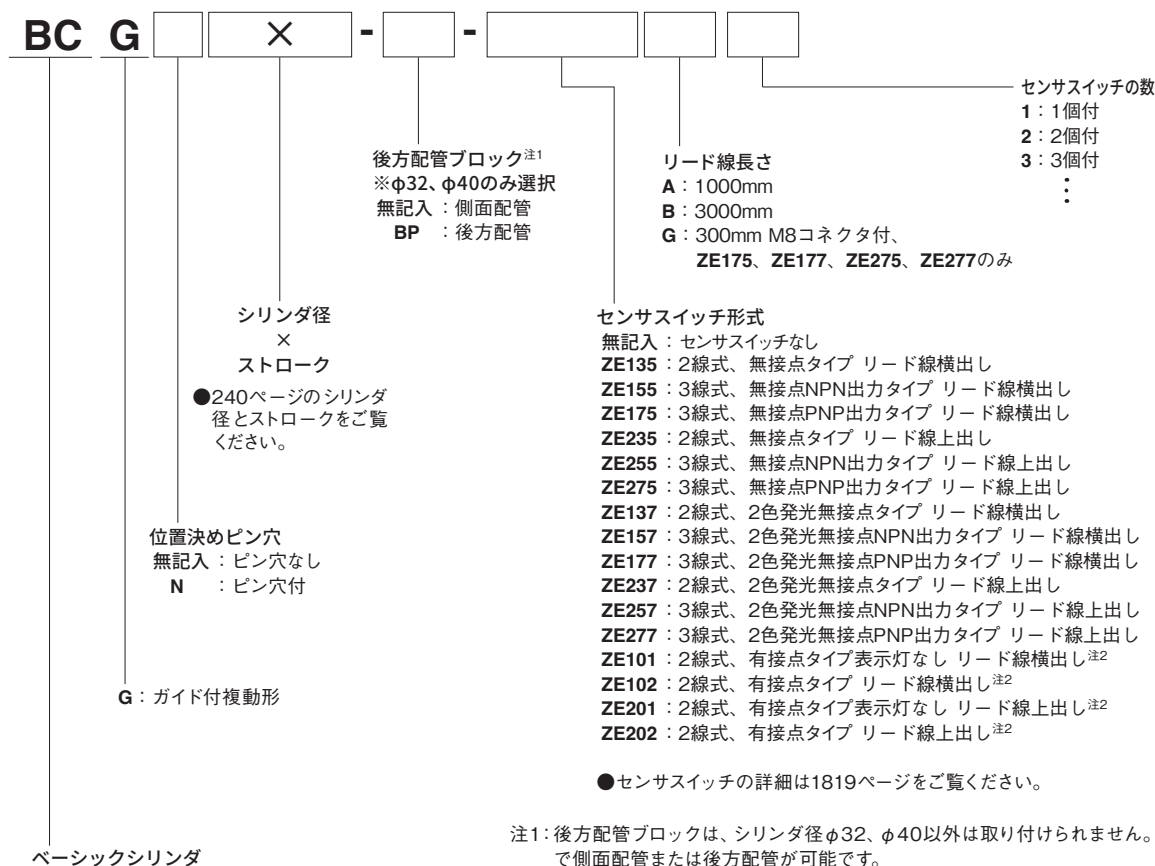 BC G × - -
センサスイッチの数
1：1個付
2：2個付
3：3個付
⋮
後方配管ブロック注1
※φ32、φ40のみ選択
無記入：側面配管
BP ：後方配管
リード線長さ
A：1000mm
B：3000mm
G：300mm M8コネクタ付、
ZE175、ZE177、ZE275、ZE277のみ
シリンダ径
×
ストローク
●240ページのシリンダ
径とストロークをご覧
ください。
センサスイッチ形式
無記入：センサスイッチなし
ZE135：2線式、無接点タイプ リード線横出し
ZE155：3線式、無接点NPN出力タイプ リード線横出し
ZE175：3線式、無接点PNP出力タイプ リード線横出し
ZE235：2線式、無接点タイプ リード線上出し
ZE255：3線式、無接点NPN出力タイプ リード線上出し
ZE275：3線式、無接点PNP出力タイプ リード線上出し
ZE137：2線式、2色発光無接点タイプ リード線横出し
ZE157：3線式、2色発光無接点NPN出力タイプ リード線横出し
ZE177：3線式、2色発光無接点PNP出力タイプ リード線横出し
ZE237：2線式、2色発光無接点タイプ リード線上出し
ZE257：3線式、2色発光無接点NPN出力タイプ リード線上出し
ZE277：3線式、2色発光無接点PNP出力タイプ リード線上出し
ZE101：2線式、有接点タイプ表示灯なし リード線横出し注2
ZE102：2線式、有接点タイプ リード線横出し注2
ZE201：2線式、有接点タイプ表示灯なし リード線上出し注2
ZE202：2線式、有接点タイプ リード線上出し注2
●センサスイッチの詳細は1819ページをご覧ください。
位置決めピン穴
無記入：ピン穴なし
N ：ピン穴付
G：ガイド付複動形
ベーシックシリンダ
注1：後方配管ブロックは、シリンダ径φ32、φ40以外は取り付けられません。
で側面配管または後方配管が可能です。